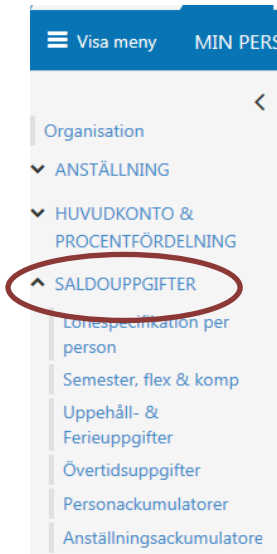 Visa meny MIN PERS
Organisation
ANSTÄLLNING
HUVUDKONTO &
PROCENTFÖRDELNING
SALDOUPPGIFTER
Lönespecifikation per
person
Semester, flex & komp
Uppehåll- &
Ferieuppgifter
Övertidsuppgifter
Personackumulatorer
Anställningsackumulatore